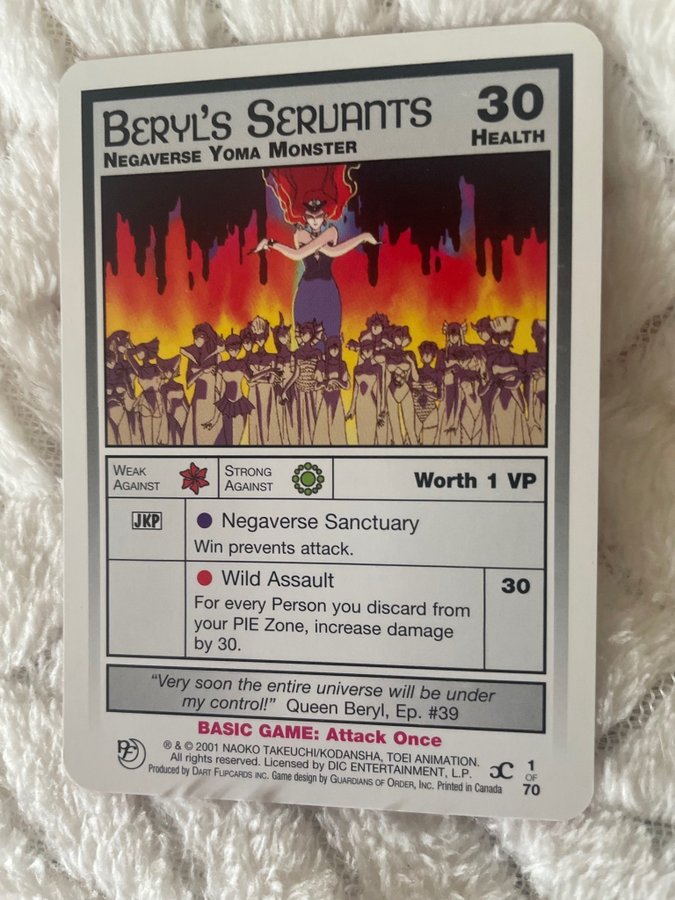 BERYL'S SERVANTS
30
HEALTH
NEGAVERSE YOMA MONSTER
WEAK AGAINST
STRONG AGAINST
Worth 1 VP
JKP
Negaverse Sanctuary
Win prevents attack.
Wild Assault
30
For every Person you discard from
your PIE Zone, increase damage
by 30.
"Very soon the entire universe will be under
my control!" Queen Beryl, Ep. #39
BASIC GAME: Attack Once
® & © 2001 NAOKO TAKEUCHI/KODANSHA, TOEI ANIMATION.
All rights reserved. Licensed by DIC ENTERTAINMENT, L.P.
Produced by DART FLIPCARDS INC. Game design by GUARDIANS OF ORDER, INC. Printed in Canada
1
OF
70